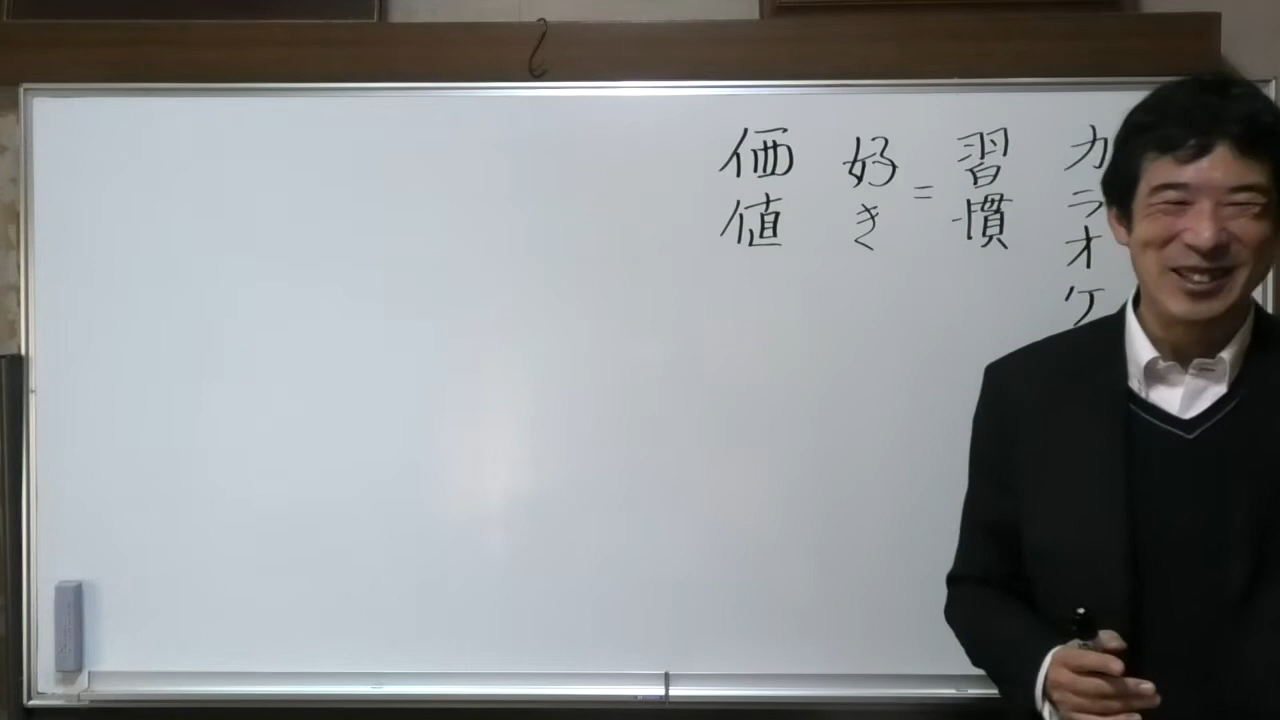 カラオケ
習慣
=
好き
価値